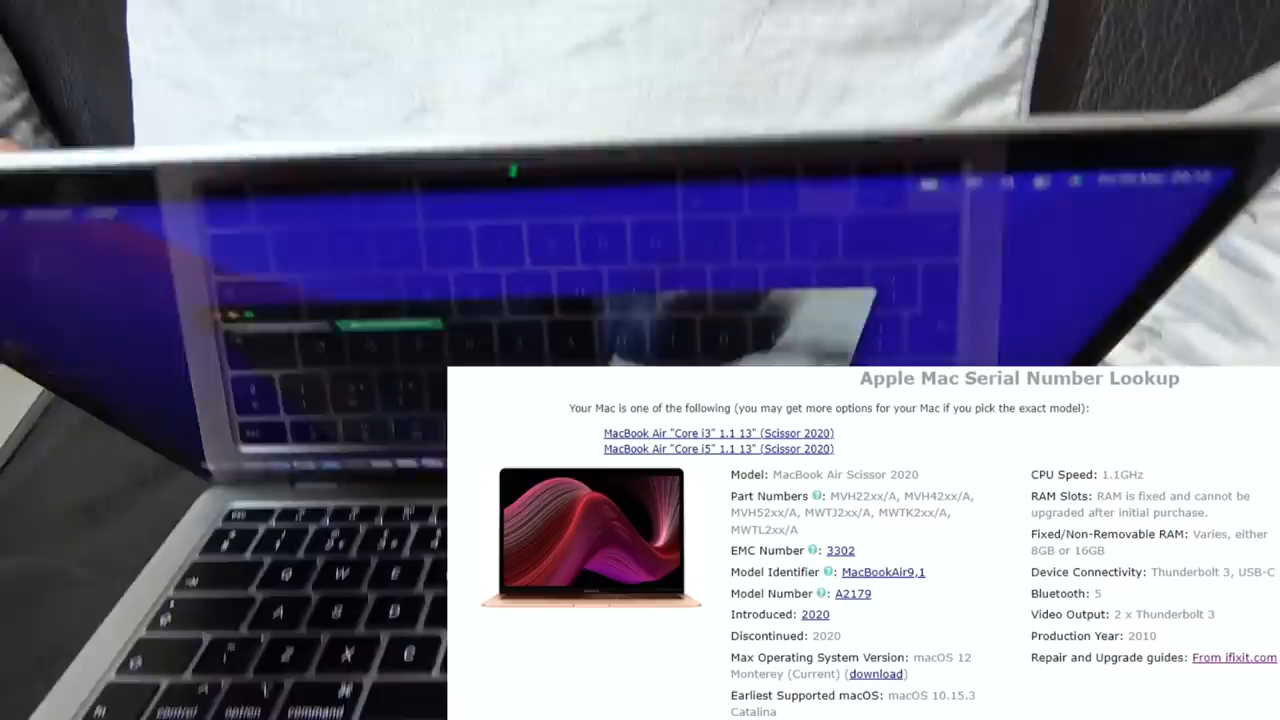 Apple Mac Serial Number Lookup
Your Mac is one of the following (you may get more options for your Mac if you pick the exact model):
MacBook Air "Core i3" 1.1 13" (Scissor 2020)
MacBook Air "Core i5" 1.1 13" (Scissor 2020)
Model: MacBook Air Scissor 2020
Part Numbers ?: MVH22xx/A, MVH42xx/A,
MVH52xx/A, MWTJ2xx/A, MWTK2xx/A,
MWTL2xx/A
EMC Number ?: 3302
Model Identifier ?: MacBookAir9,1
Model Number ?: A2179
Introduced: 2020
Discontinued: 2020
Max Operating System Version: macOS 12
Monterey (Current) (download)
Earliest Supported macOS: macOS 10.15.3
Catalina
CPU Speed: 1.1GHz
RAM Slots: RAM is fixed and cannot be
upgraded after initial purchase.
Fixed/Non-Removable RAM: Varies, either
8GB or 16GB
Device Connectivity: Thunderbolt 3, USB-C
Bluetooth: 5
Video Output: 2 x Thunderbolt 3
Production Year: 2010
Repair and Upgrade guides: From ifixit.com
esc
Q W E
A
Z X
control option command